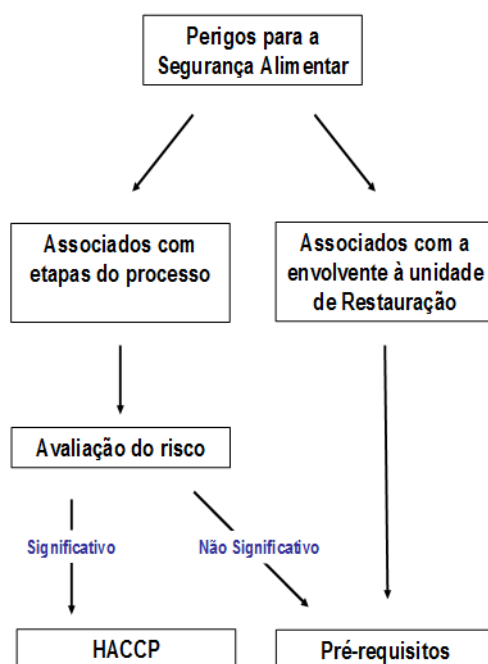 Perigos para a
Segurança Alimentar
Associados com
etapas do processo
Associados com a
envolvente à unidade
de Restauração
Avaliação do risco
Significativo
Não Significativo
HACCP
Pré-requisitos